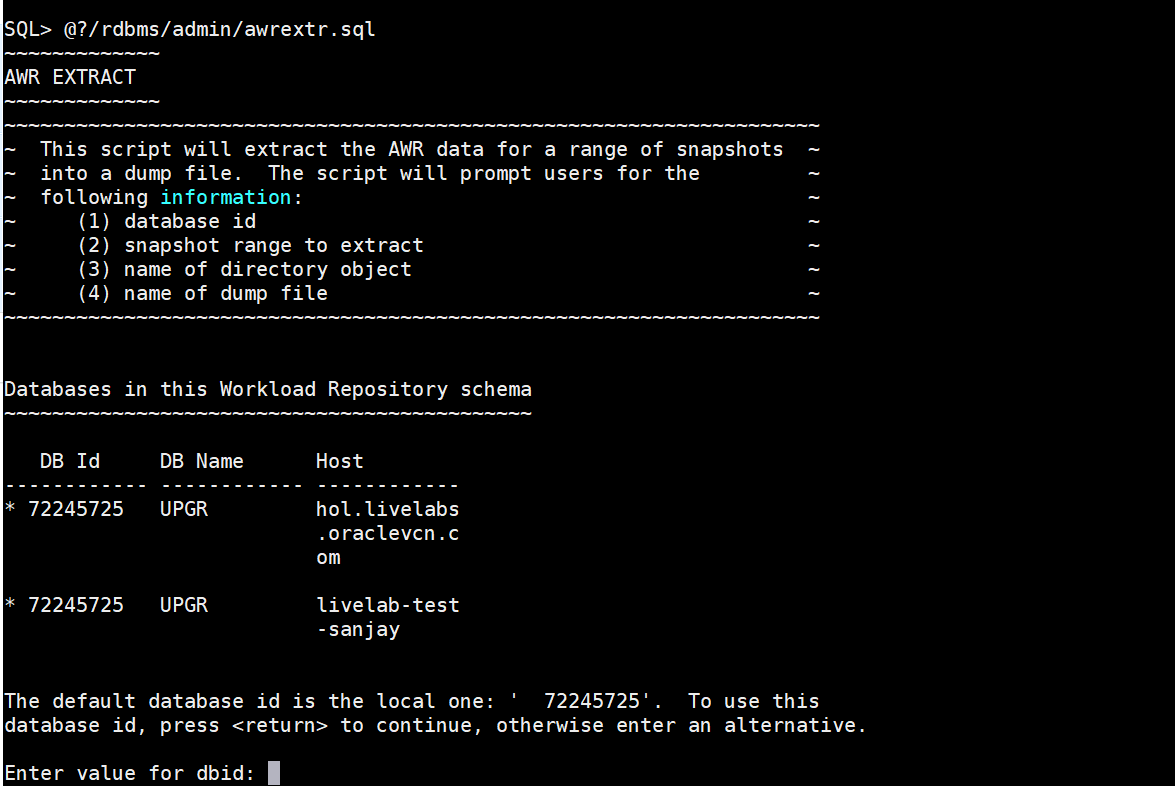 SQL> @?/rdbms/admin/awrextr.sql
~~~~~~~~~~~~~
AWR EXTRACT
~~~~~~~~~~~~~
~~~~~~~~~~~~~~~~~~~~~~~~~~~~~~~~~~~~~~~~~~~~~~~~~~~~~~~~~~~~~~~~~~~~
~  This script will extract the AWR data for a range of snapshots  ~
~  into a dump file.  The script will prompt users for the         ~
~  following information:                                          ~
~     (1) database id                                              ~
~     (2) snapshot range to extract                                ~
~     (3) name of directory object                                 ~
~     (4) name of dump file                                        ~
~~~~~~~~~~~~~~~~~~~~~~~~~~~~~~~~~~~~~~~~~~~~~~~~~~~~~~~~~~~~~~~~~~~~
Databases in this Workload Repository schema
~~~~~~~~~~~~~~~~~~~~~~~~~~~~~~~~~~~~~~~~~~~~
   DB Id     DB Name      Host
------------ ------------ ------------
* 72245725   UPGR         hol.livelabs
                          .oraclevcn.c
                          om
* 72245725   UPGR         livelab-test
                          -sanjay
The default database id is the local one: '  72245725'.  To use this
database id, press <return> to continue, otherwise enter an alternative.
Enter value for dbid: